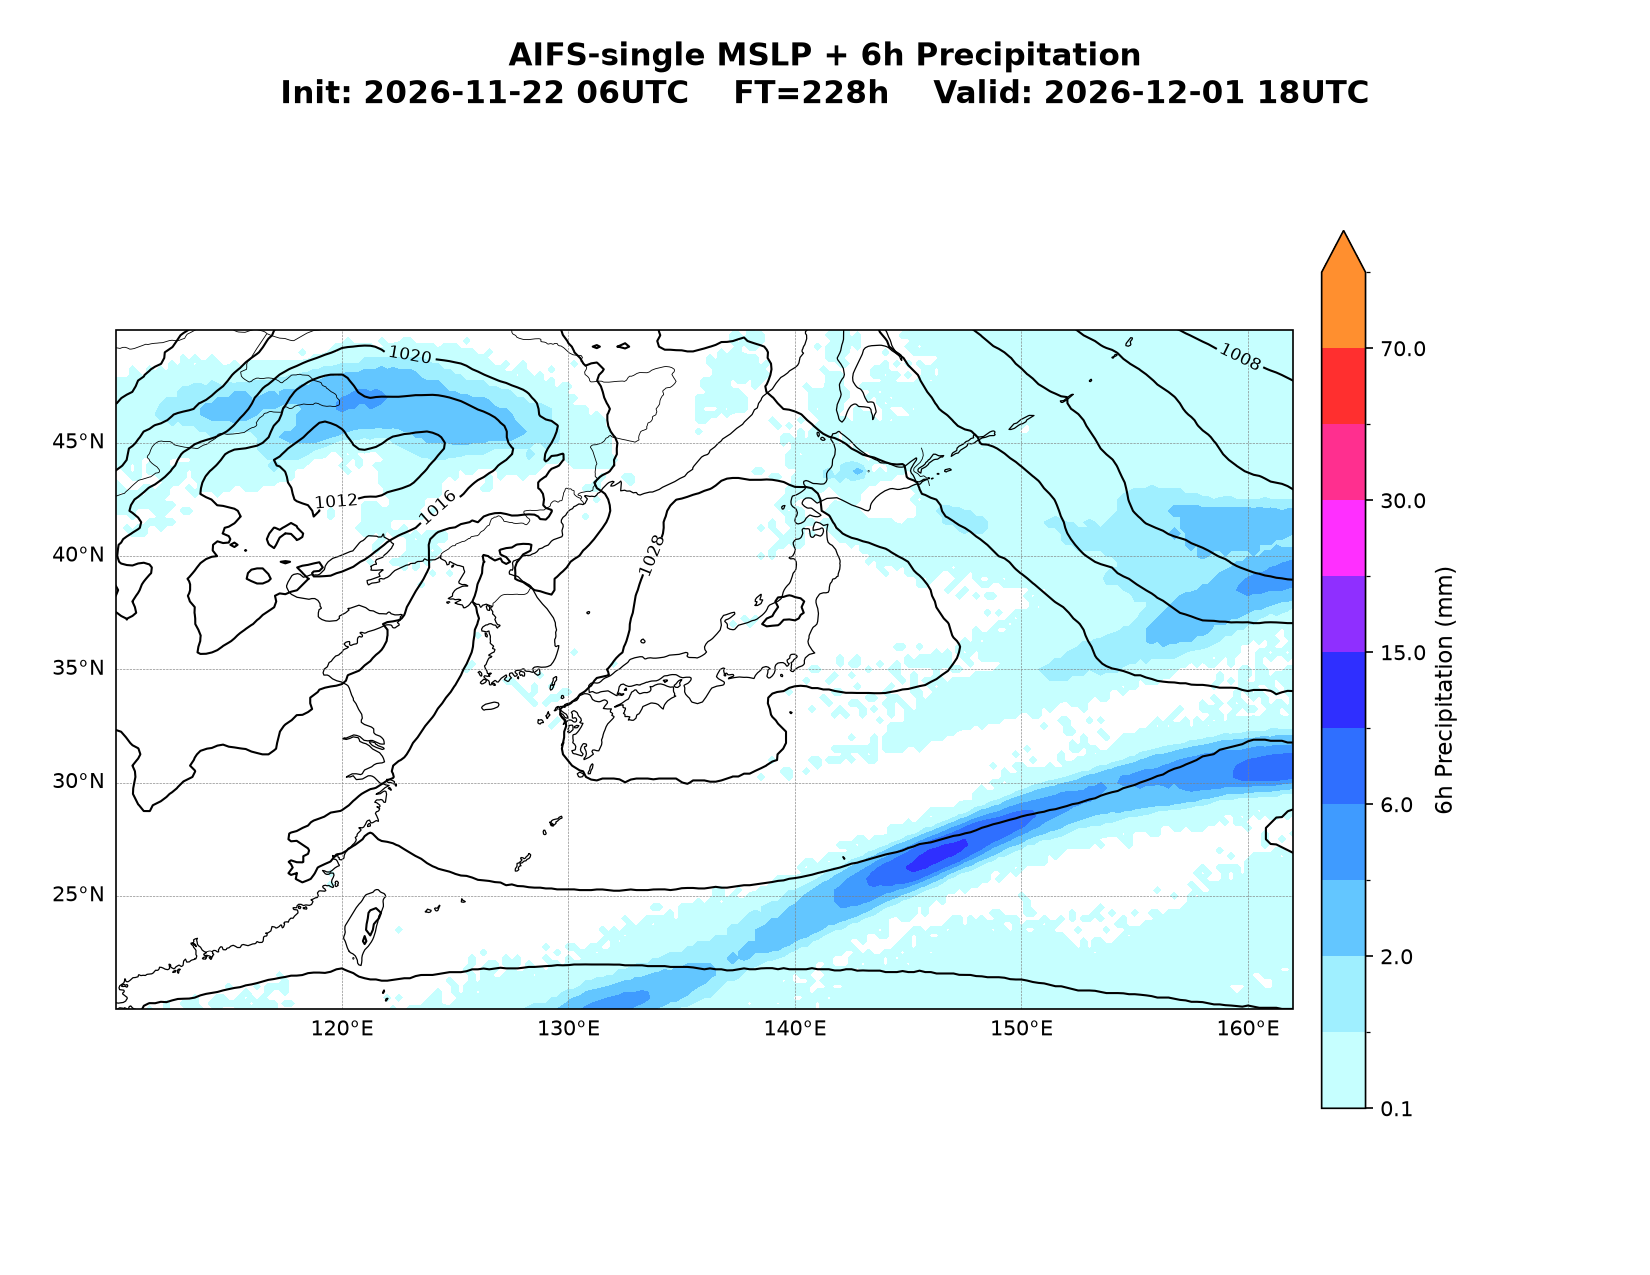 AIFS-single MSLP + 6h Precipitation
Init: 2026-11-22 06UTC    FT=228h    Valid: 2026-12-01 18UTC
1020
1008
1012
1016
1028
45°N
40°N
35°N
30°N
25°N
120°E
130°E
140°E
150°E
160°E
70.0
30.0
15.0
6.0
2.0
0.1
6h Precipitation (mm)